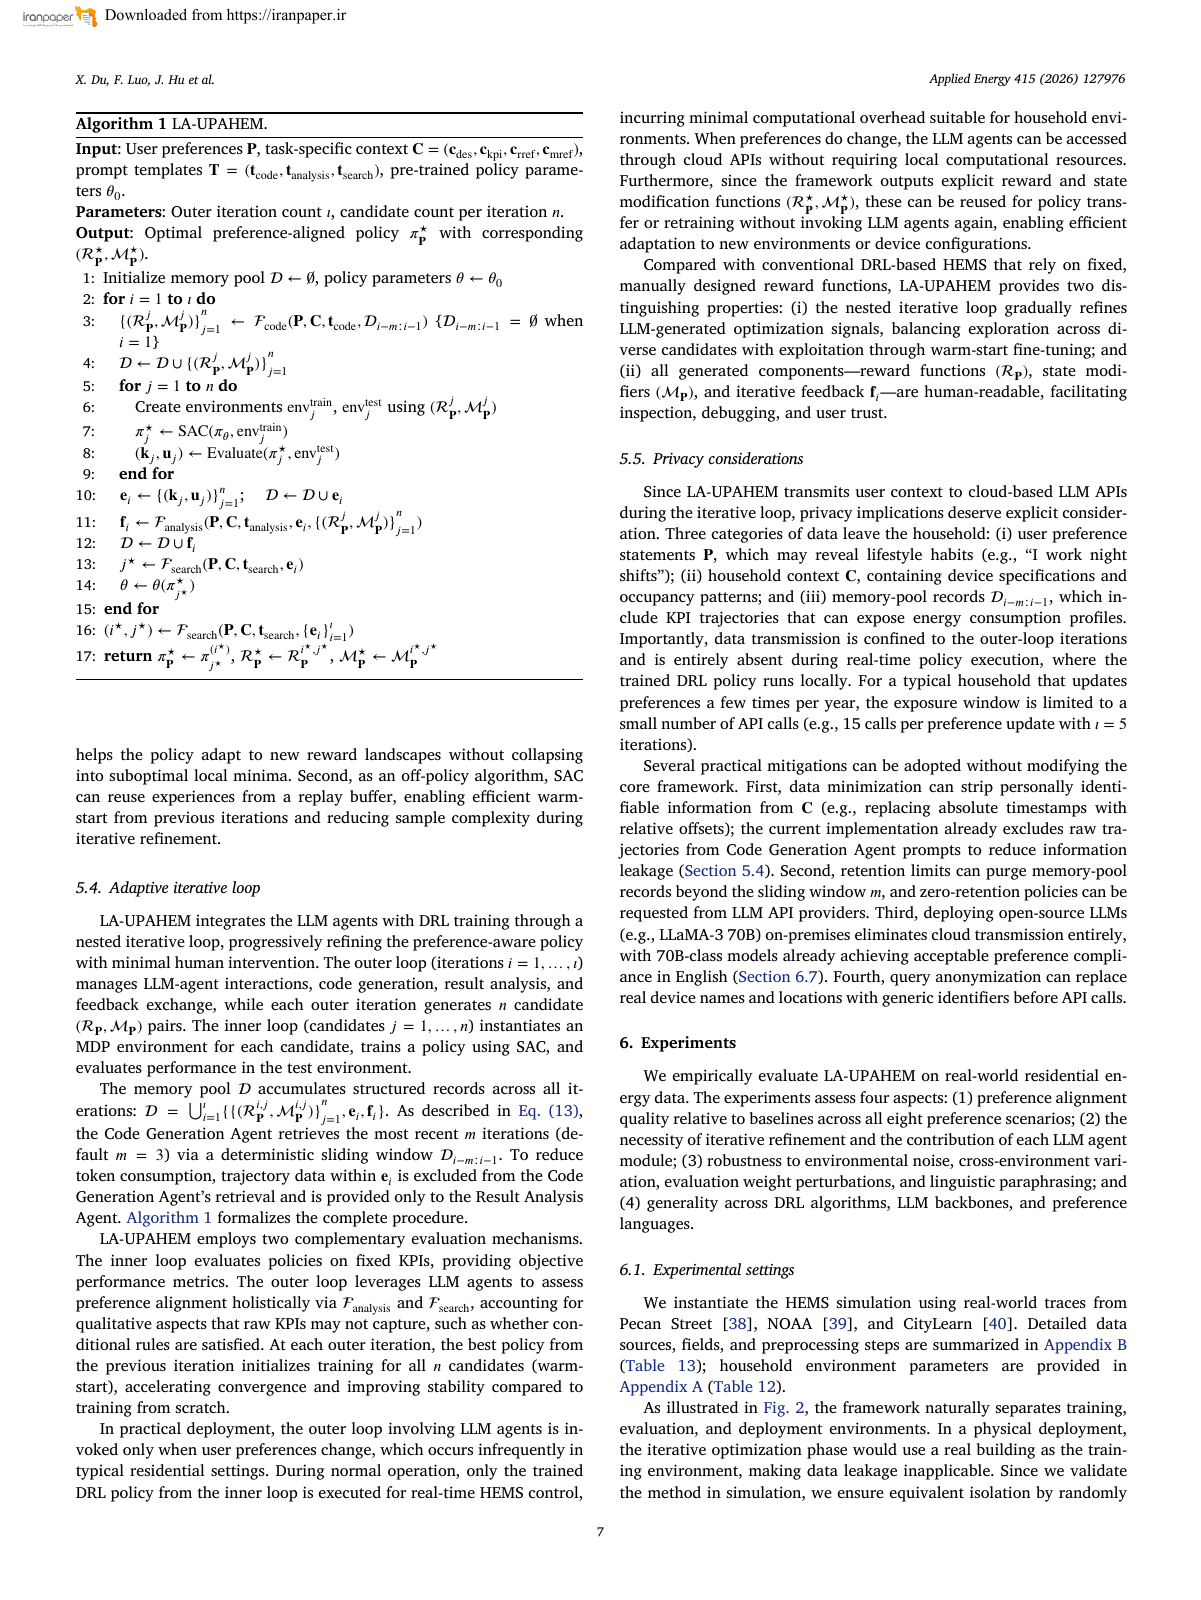 iranpaper
Downloaded from https://iranpaper.ir
X. Du, F. Luo, J. Hu et al.
Applied Energy 415 (2026) 127976
Algorithm 1 LA-UPAHEM.
Input: User preferences P, task-specific context C = (c_des, c_kpi, c_rref, c_mref),
prompt templates T = (t_code, t_analysis, t_search), pre-trained policy parame-
ters θ_0.
Parameters: Outer iteration count ι, candidate count per iteration n.
Output: Optimal preference-aligned policy π_P^⋆ with corresponding
(ℛ_P^⋆, ℳ_P^⋆).
1: Initialize memory pool 𝒟 ← ∅, policy parameters θ ← θ_0
2: for i = 1 to ι do
3: {(ℛ_P^j, ℳ_P^j)}_{j=1}^n ← ℱ_code(P, C, t_code, 𝒟_{i−m:i−1}) {𝒟_{i−m:i−1} = ∅ when
i = 1}
4: 𝒟 ← 𝒟 ∪ {(ℛ_P^j, ℳ_P^j)}_{j=1}^n
5: for j = 1 to n do
6: Create environments env_j^train, env_j^test using (ℛ_P^j, ℳ_P^j)
7: π_j^⋆ ← SAC(π_θ, env_j^train)
8: (k_j, u_j) ← Evaluate(π_j^⋆, env_j^test)
9: end for
10: e_i ← {(k_j, u_j)}_{j=1}^n; 𝒟 ← 𝒟 ∪ e_i
11: f_i ← ℱ_analysis(P, C, t_analysis, e_i, {(ℛ_P^j, ℳ_P^j)}_{j=1}^n)
12: 𝒟 ← 𝒟 ∪ f_i
13: j^⋆ ← ℱ_search(P, C, t_search, e_i)
14: θ ← θ(π_{j^⋆}^⋆)
15: end for
16: (i^⋆, j^⋆) ← ℱ_search(P, C, t_search, {e_i}_{i=1}^ι)
17: return π_P^⋆ ← π_{j^⋆}^{(i^⋆)}, ℛ_P^⋆ ← ℛ_P^{i^⋆,j^⋆}, ℳ_P^⋆ ← ℳ_P^{i^⋆,j^⋆}
helps the policy adapt to new reward landscapes without collapsing
into suboptimal local minima. Second, as an off-policy algorithm, SAC
can reuse experiences from a replay buffer, enabling efficient warm-
start from previous iterations and reducing sample complexity during
iterative refinement.
5.4. Adaptive iterative loop
LA-UPAHEM integrates the LLM agents with DRL training through a
nested iterative loop, progressively refining the preference-aware policy
with minimal human intervention. The outer loop (iterations i = 1, … , ι)
manages LLM-agent interactions, code generation, result analysis, and
feedback exchange, while each outer iteration generates n candidate
(ℛ_P, ℳ_P) pairs. The inner loop (candidates j = 1, … , n) instantiates an
MDP environment for each candidate, trains a policy using SAC, and
evaluates performance in the test environment.
The memory pool 𝒟 accumulates structured records across all it-
erations: 𝒟 = ⋃_{i=1}^ι{{(ℛ_P^{i,j}, ℳ_P^{i,j})}_{j=1}^n, e_i, f_i}. As described in Eq. (13),
the Code Generation Agent retrieves the most recent m iterations (de-
fault m = 3) via a deterministic sliding window 𝒟_{i−m:i−1}. To reduce
token consumption, trajectory data within e_i is excluded from the Code
Generation Agent's retrieval and is provided only to the Result Analysis
Agent. Algorithm 1 formalizes the complete procedure.
LA-UPAHEM employs two complementary evaluation mechanisms.
The inner loop evaluates policies on fixed KPIs, providing objective
performance metrics. The outer loop leverages LLM agents to assess
preference alignment holistically via ℱ_analysis and ℱ_search, accounting for
qualitative aspects that raw KPIs may not capture, such as whether con-
ditional rules are satisfied. At each outer iteration, the best policy from
the previous iteration initializes training for all n candidates (warm-
start), accelerating convergence and improving stability compared to
training from scratch.
In practical deployment, the outer loop involving LLM agents is in-
voked only when user preferences change, which occurs infrequently in
typical residential settings. During normal operation, only the trained
DRL policy from the inner loop is executed for real-time HEMS control,
incurring minimal computational overhead suitable for household envi-
ronments. When preferences do change, the LLM agents can be accessed
through cloud APIs without requiring local computational resources.
Furthermore, since the framework outputs explicit reward and state
modification functions (ℛ_P^⋆, ℳ_P^⋆), these can be reused for policy trans-
fer or retraining without invoking LLM agents again, enabling efficient
adaptation to new environments or device configurations.
Compared with conventional DRL-based HEMS that rely on fixed,
manually designed reward functions, LA-UPAHEM provides two dis-
tinguishing properties: (i) the nested iterative loop gradually refines
LLM-generated optimization signals, balancing exploration across di-
verse candidates with exploitation through warm-start fine-tuning; and
(ii) all generated components—reward functions (ℛ_P), state modi-
fiers (ℳ_P), and iterative feedback f_i—are human-readable, facilitating
inspection, debugging, and user trust.
5.5. Privacy considerations
Since LA-UPAHEM transmits user context to cloud-based LLM APIs
during the iterative loop, privacy implications deserve explicit consider-
ation. Three categories of data leave the household: (i) user preference
statements P, which may reveal lifestyle habits (e.g., “I work night
shifts”); (ii) household context C, containing device specifications and
occupancy patterns; and (iii) memory-pool records 𝒟_{i−m:i−1}, which in-
clude KPI trajectories that can expose energy consumption profiles.
Importantly, data transmission is confined to the outer-loop iterations
and is entirely absent during real-time policy execution, where the
trained DRL policy runs locally. For a typical household that updates
preferences a few times per year, the exposure window is limited to a
small number of API calls (e.g., 15 calls per preference update with ι = 5
iterations).
Several practical mitigations can be adopted without modifying the
core framework. First, data minimization can strip personally identi-
fiable information from C (e.g., replacing absolute timestamps with
relative offsets); the current implementation already excludes raw tra-
jectories from Code Generation Agent prompts to reduce information
leakage (Section 5.4). Second, retention limits can purge memory-pool
records beyond the sliding window m, and zero-retention policies can be
requested from LLM API providers. Third, deploying open-source LLMs
(e.g., LLaMA-3 70B) on-premises eliminates cloud transmission entirely,
with 70B-class models already achieving acceptable preference compli-
ance in English (Section 6.7). Fourth, query anonymization can replace
real device names and locations with generic identifiers before API calls.
6. Experiments
We empirically evaluate LA-UPAHEM on real-world residential en-
ergy data. The experiments assess four aspects: (1) preference alignment
quality relative to baselines across all eight preference scenarios; (2) the
necessity of iterative refinement and the contribution of each LLM agent
module; (3) robustness to environmental noise, cross-environment vari-
ation, evaluation weight perturbations, and linguistic paraphrasing; and
(4) generality across DRL algorithms, LLM backbones, and preference
languages.
6.1. Experimental settings
We instantiate the HEMS simulation using real-world traces from
Pecan Street [38], NOAA [39], and CityLearn [40]. Detailed data
sources, fields, and preprocessing steps are summarized in Appendix B
(Table 13); household environment parameters are provided in
Appendix A (Table 12).
As illustrated in Fig. 2, the framework naturally separates training,
evaluation, and deployment environments. In a physical deployment,
the iterative optimization phase would use a real building as the train-
ing environment, making data leakage inapplicable. Since we validate
the method in simulation, we ensure equivalent isolation by randomly
7